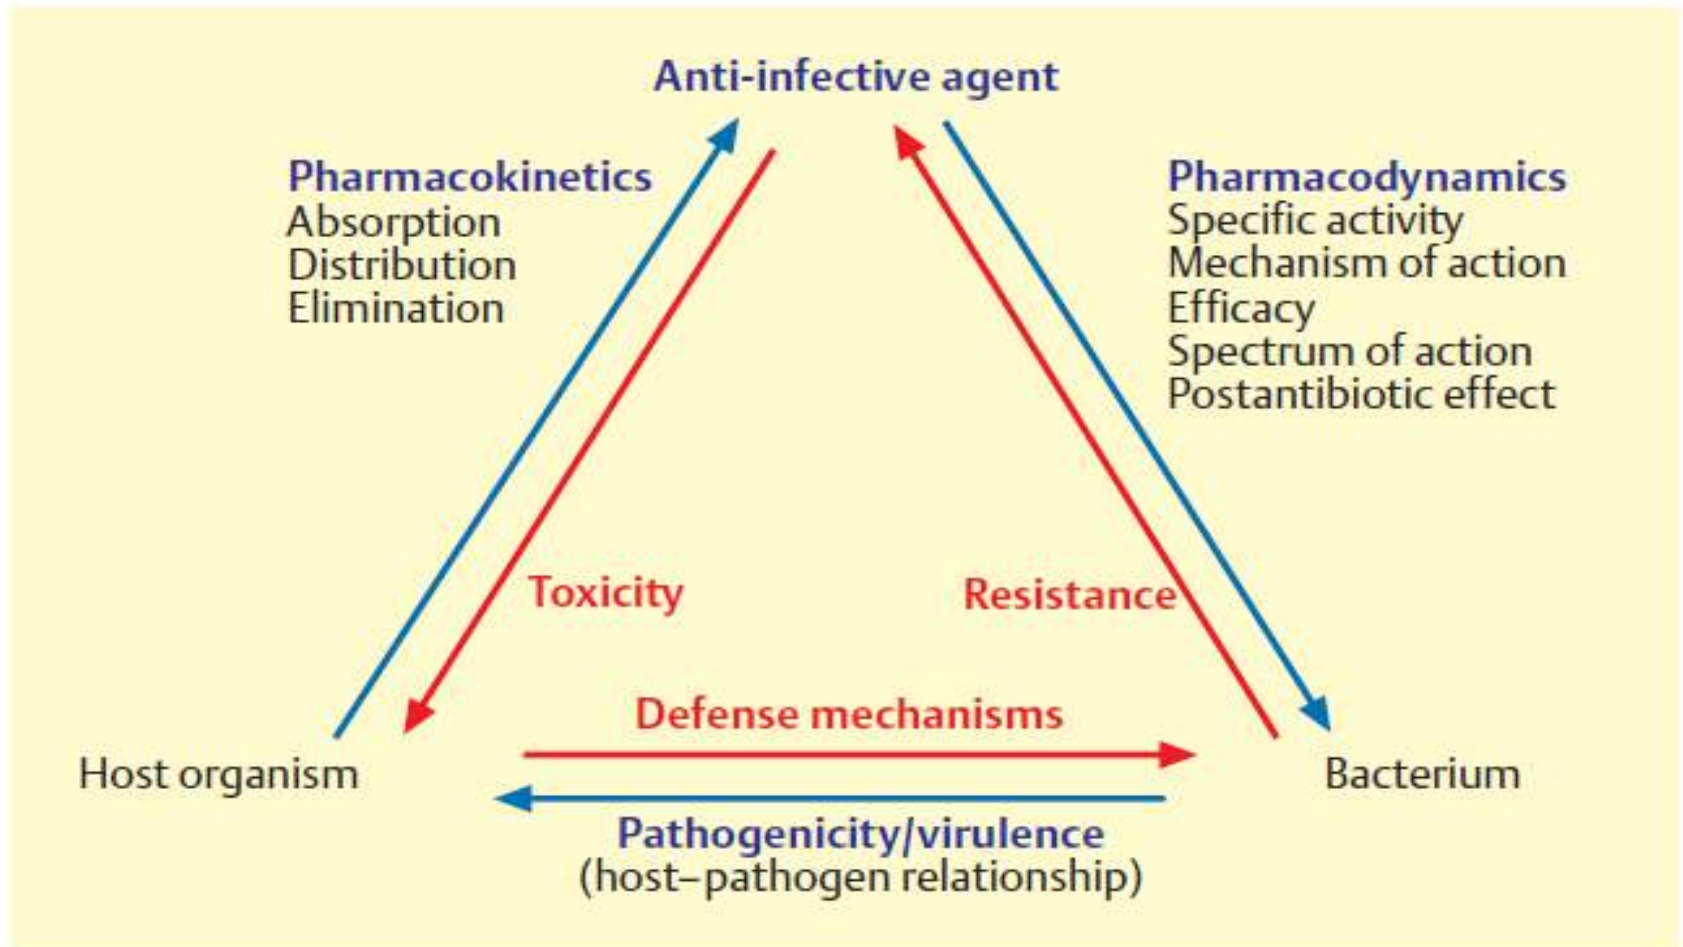 Anti-infective agent
Pharmacokinetics
Absorption
Distribution
Elimination
Pharmacodynamics
Specific activity
Mechanism of action
Efficacy
Spectrum of action
Postantibiotic effect
Toxicity
Resistance
Defense mechanisms
Host organism
Bacterium
Pathogenicity/virulence
(host–pathogen relationship)